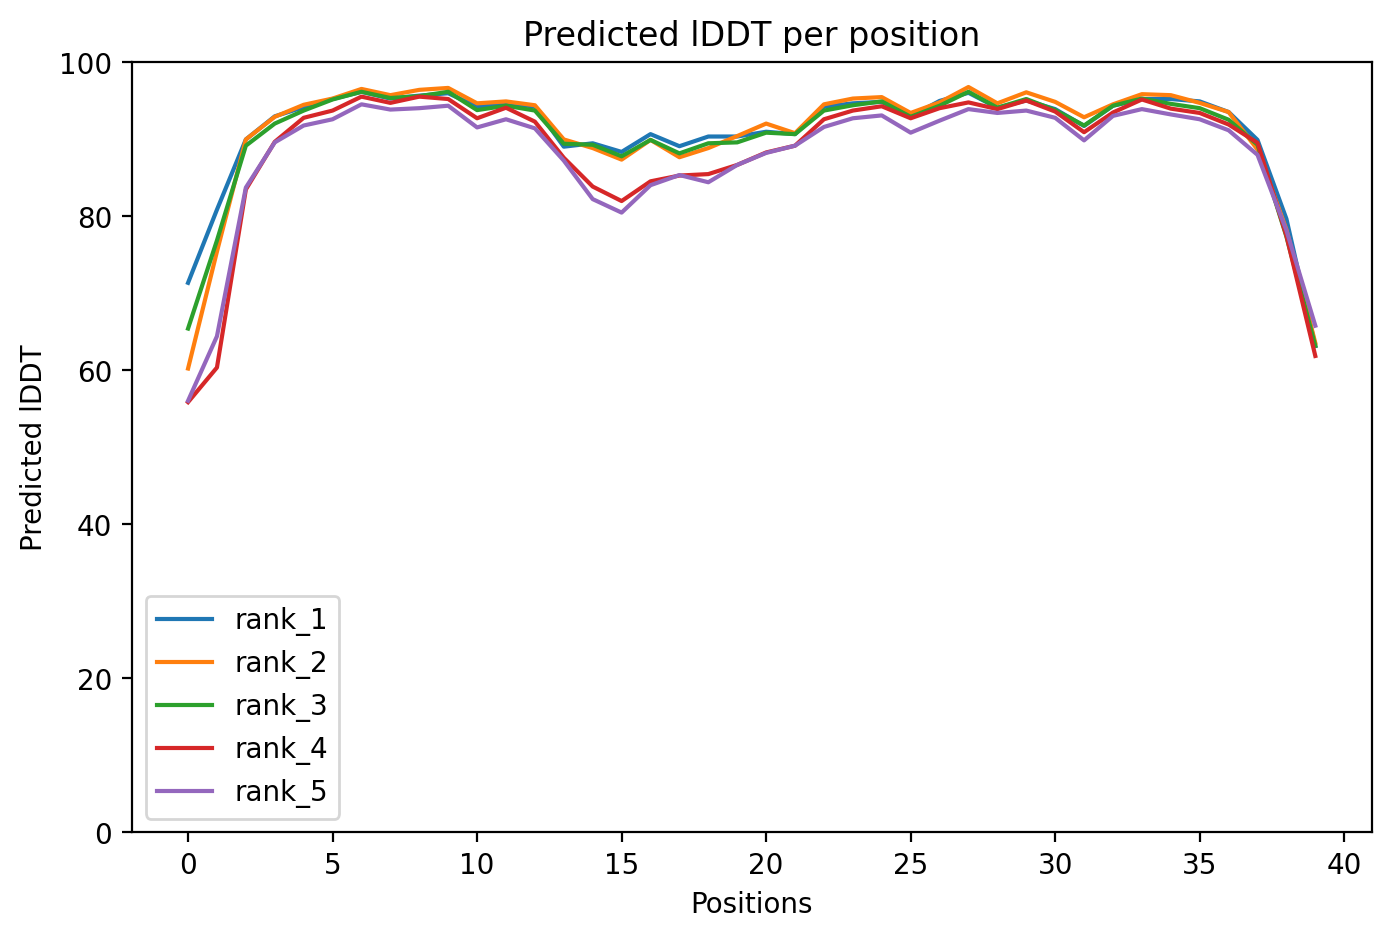 Predicted lDDT per position
100
80
60
40
20
0
Predicted lDDT
rank_1
rank_2
rank_3
rank_4
rank_5
0 5 10 15 20 25 30 35 40
Positions